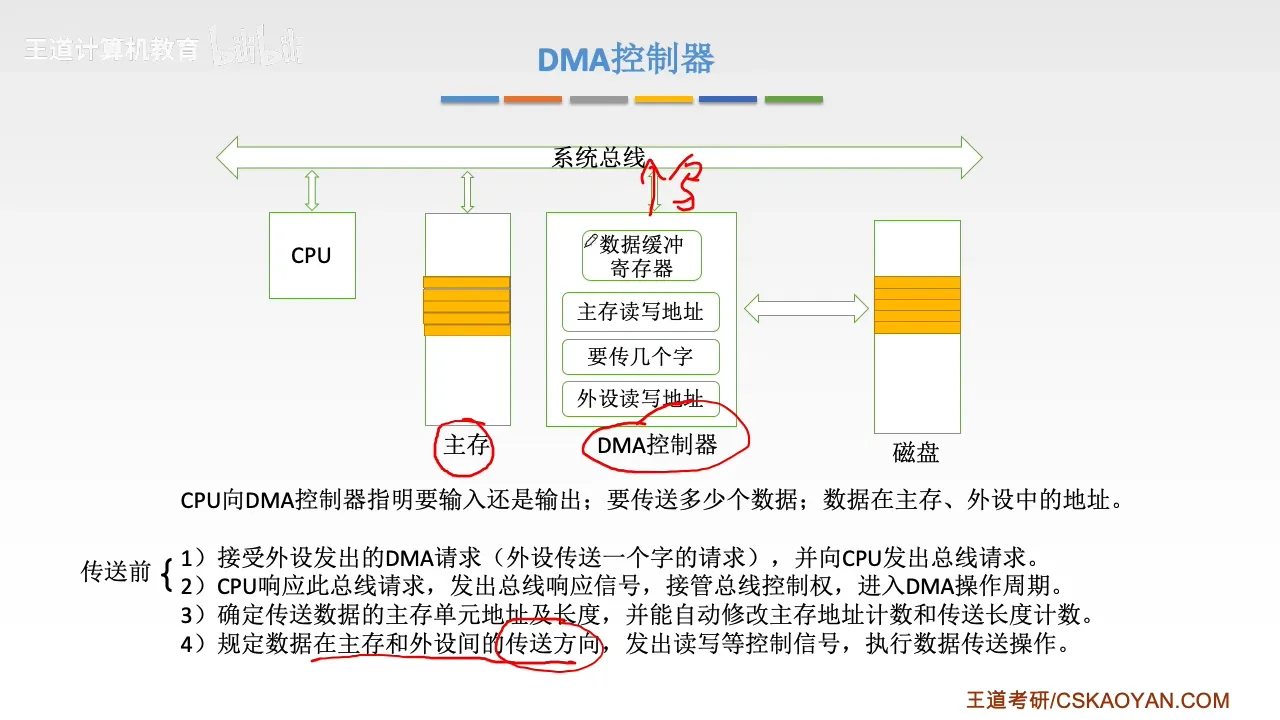 王道计算机教育 bilibili
DMA控制器
系统总线
写
CPU
数据缓冲
寄存器
主存读写地址
要传几个字
外设读写地址
主存
DMA控制器
磁盘
CPU向DMA控制器指明要输入还是输出；要传送多少个数据；数据在主存、外设中的地址。
传送前
1）接受外设发出的DMA请求（外设传送一个字的请求），并向CPU发出总线请求。
2）CPU响应此总线请求，发出总线响应信号，接管总线控制权，进入DMA操作周期。
3）确定传送数据的主存单元地址及长度，并能自动修改主存地址计数和传送长度计数。
4）规定数据在主存和外设间的传送方向，发出读写等控制信号，执行数据传送操作。
王道考研/CSKAOYAN.COM